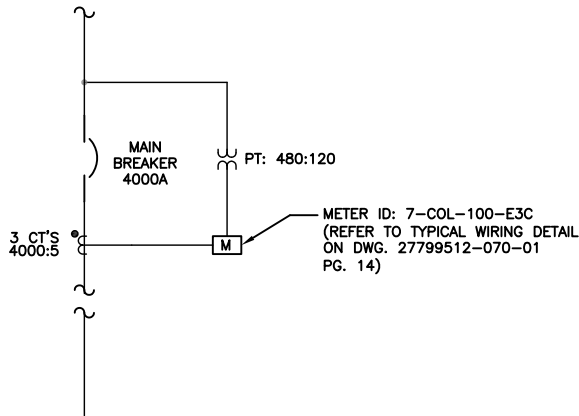 MAIN
BREAKER
4000A
PT: 480:120
3 CT'S
4000:5
M
METER ID: 7-COL-100-E3C
(REFER TO TYPICAL WIRING DETAIL
ON DWG. 27799512-070-01
PG. 14)